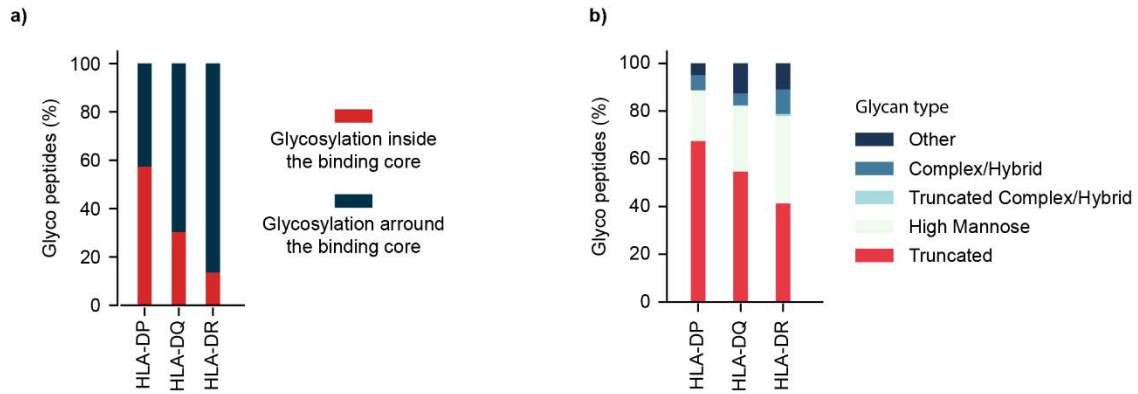 a)
Glyco peptides (%)
100
80
60
40
20
0
HLA-DP
HLA-DQ
HLA-DR
Glycosylation inside
the binding core
Glycosylation arround
the binding core
b)
Glyco peptides (%)
100
80
60
40
20
0
HLA-DP
HLA-DQ
HLA-DR
Glycan type
Other
Complex/Hybrid
Truncated Complex/Hybrid
High Mannose
Truncated